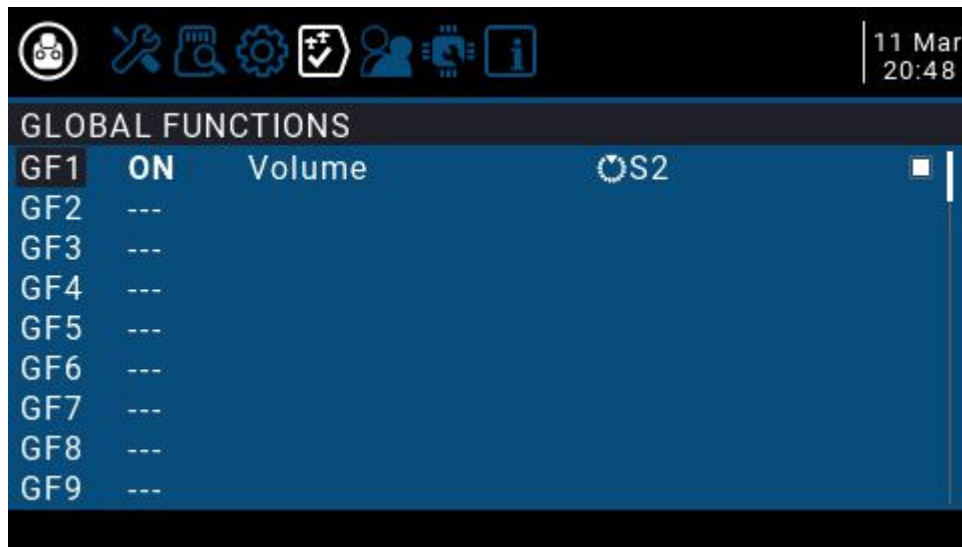 11 Mar
20:48
GLOBAL FUNCTIONS
GF1 ON Volume S2
GF2 ---
GF3 ---
GF4 ---
GF5 ---
GF6 ---
GF7 ---
GF8 ---
GF9 ---